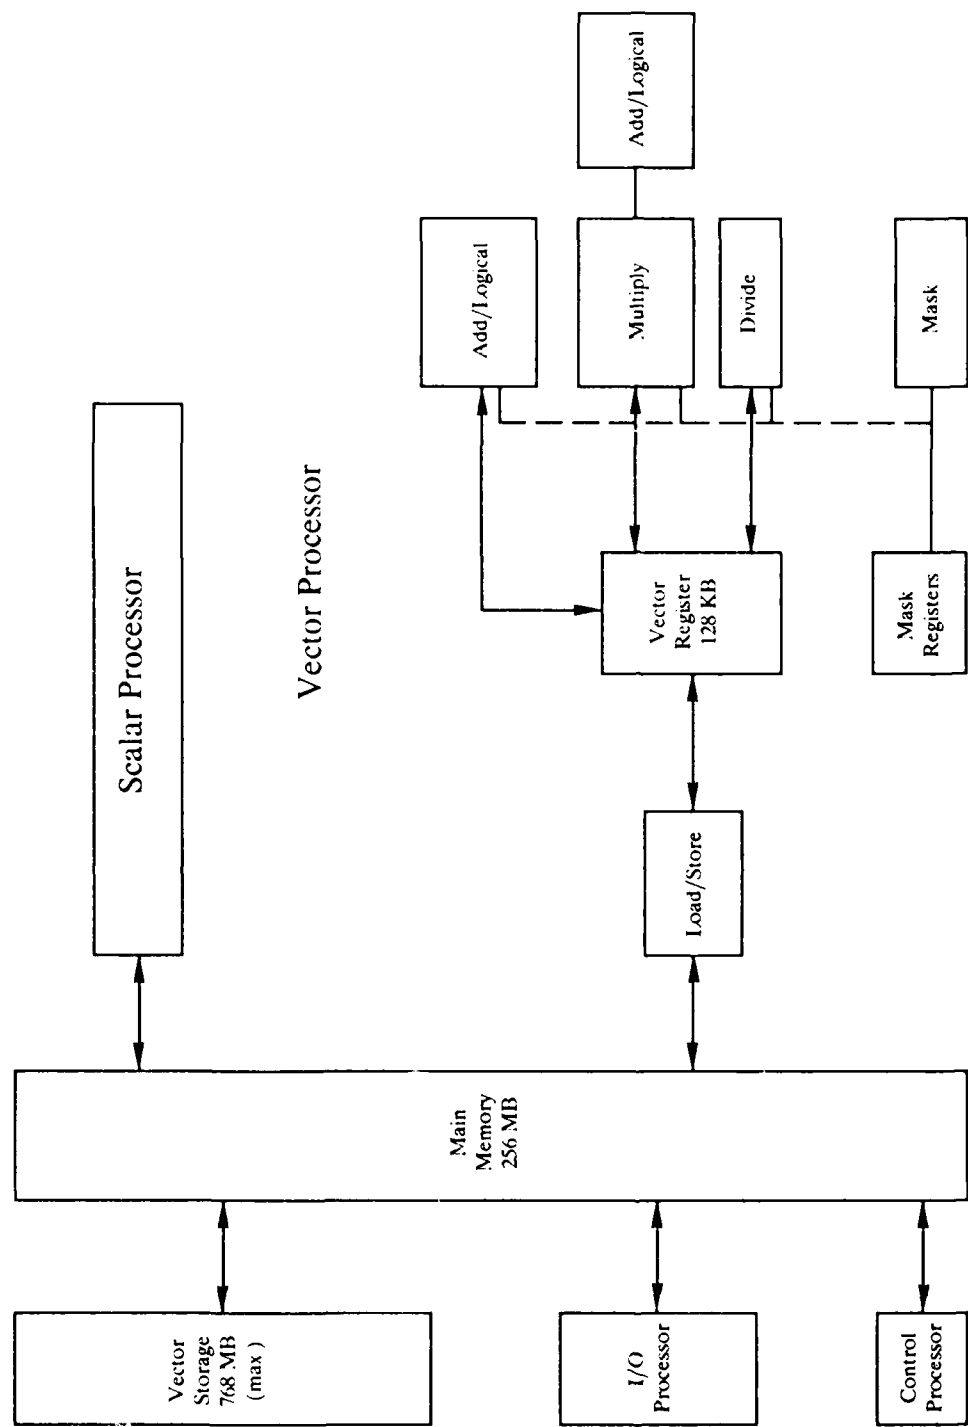 Vector
Storage
768 MB
(max )
I/O
Processor
Control
Processor
Main
Memory
256 MB
Scalar Processor
Vector Processor
Load/Store
Vector
Register
128 KB
Mask
Registers
Add/Logical
Multiply
Divide
Mask
Add/Logical